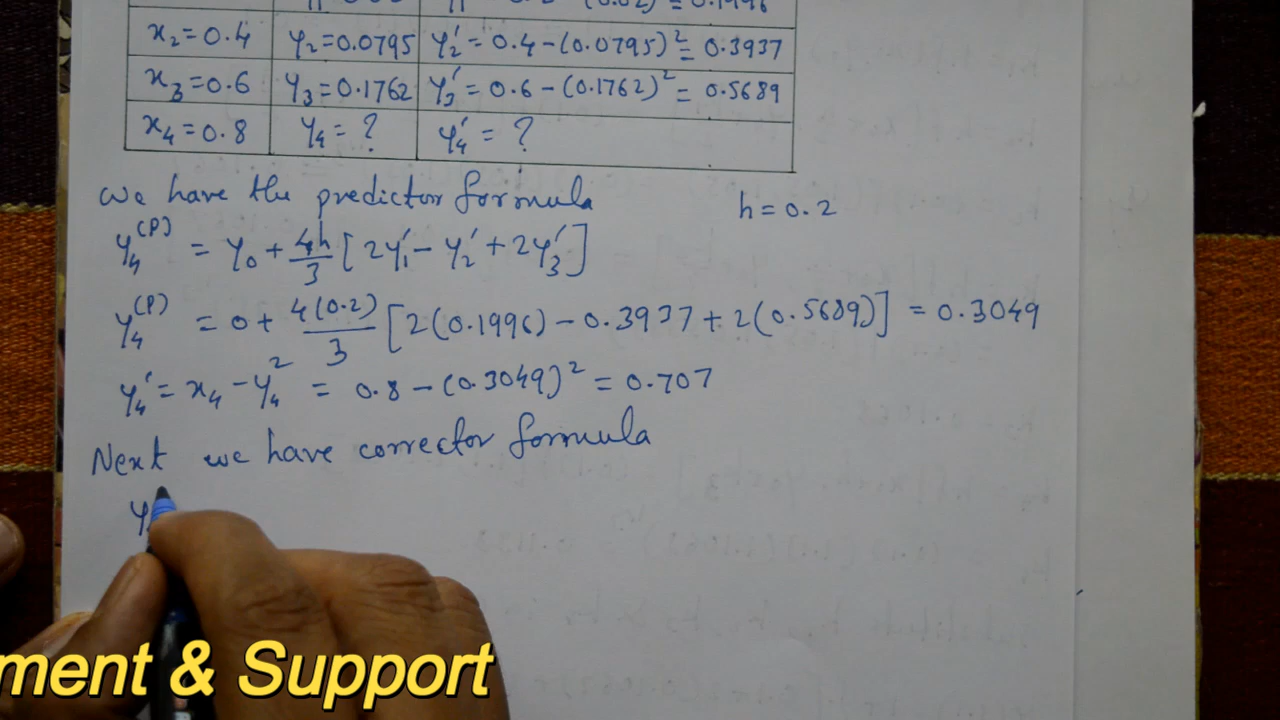 x₂=0.4 y₂=0.0795 y₂′ = 0.4-(0.0795)² = 0.3937
x₃=0.6 y₃=0.1762 y₃′ = 0.6-(0.1762)² = 0.5689
x₄=0.8 y₄= ? y₄′ = ?
we have the predictor formula h=0.2
y₄⁽ᴾ⁾ = y₀ + 4h/3 [2y₁′ - y₂′ + 2y₃′]
y₄⁽ᴾ⁾ = 0+ 4(0.2)/3 [2(0.1996) - 0.3937 + 2(0.5689)] = 0.3049
y₄′ = x₄ - y₄² = 0.8-(0.3049)² = 0.707
Next we have corrector formula
y
ment & Support